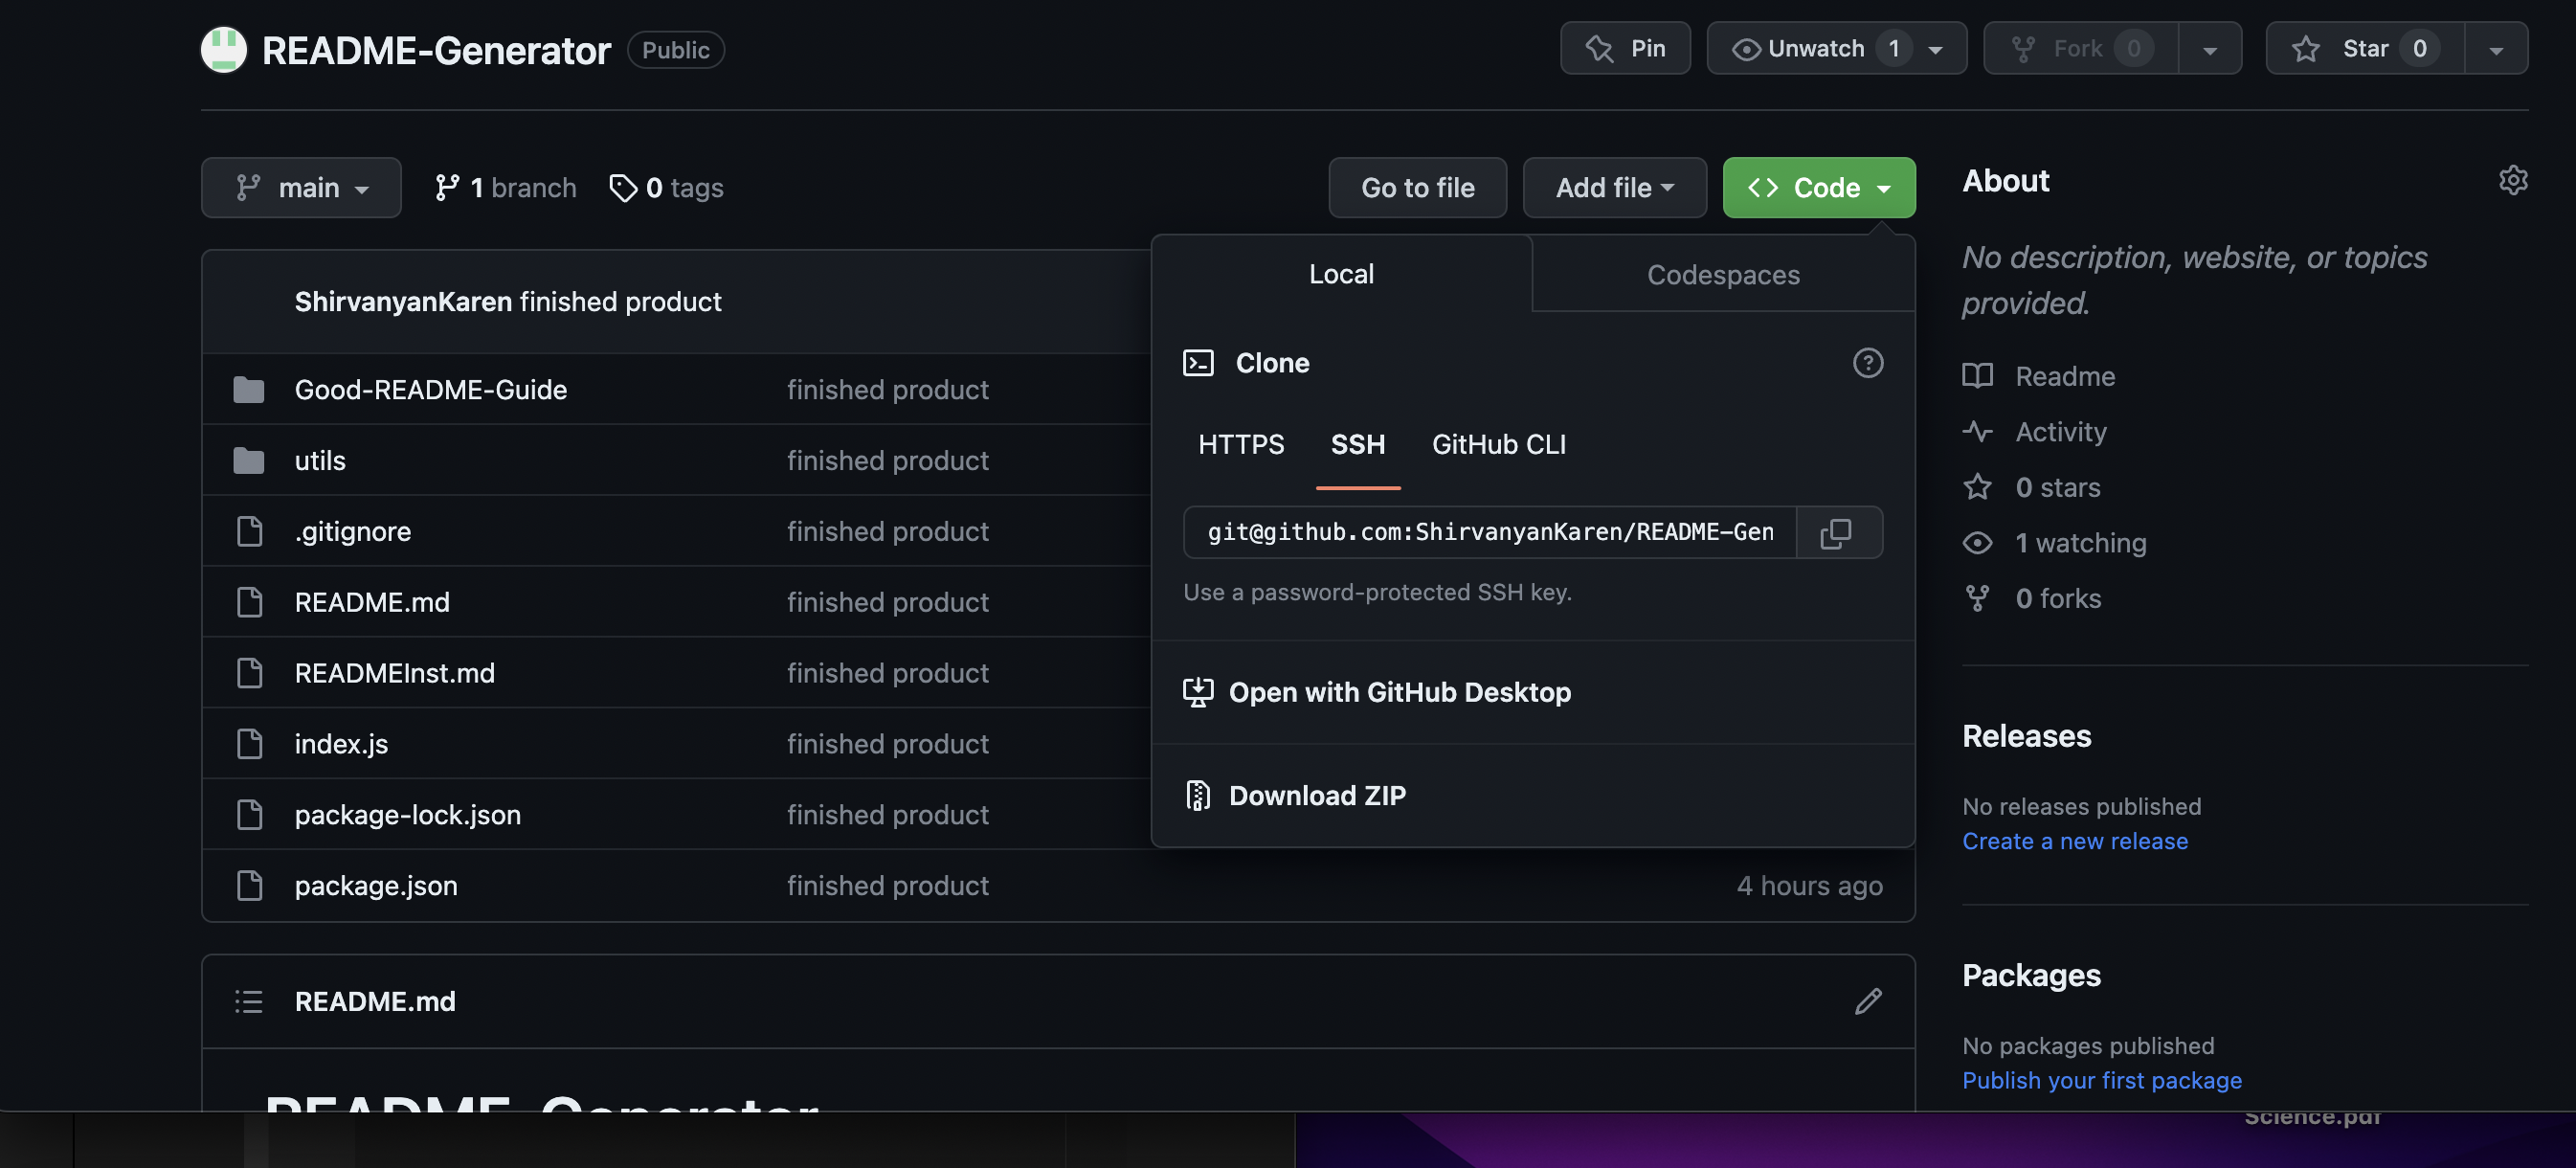 README-Generator Public Pin Unwatch 1 Fork 0 Star 0
main 1 branch 0 tags Go to file Add file Code
ShirvanyanKaren finished product
Good-README-Guide finished product
utils finished product
.gitignore finished product
README.md finished product
READMEInst.md finished product
index.js finished product
package-lock.json finished product
package.json finished product 4 hours ago
Local Codespaces
Clone
HTTPS SSH GitHub CLI
git@github.com:ShirvanyanKaren/README-Gen
Use a password-protected SSH key.
Open with GitHub Desktop
Download ZIP
README.md
README-Generator
About
No description, website, or topics
provided.
Readme
Activity
0 stars
1 watching
0 forks
Releases
No releases published
Create a new release
Packages
No packages published
Publish your first package
Science.pdf